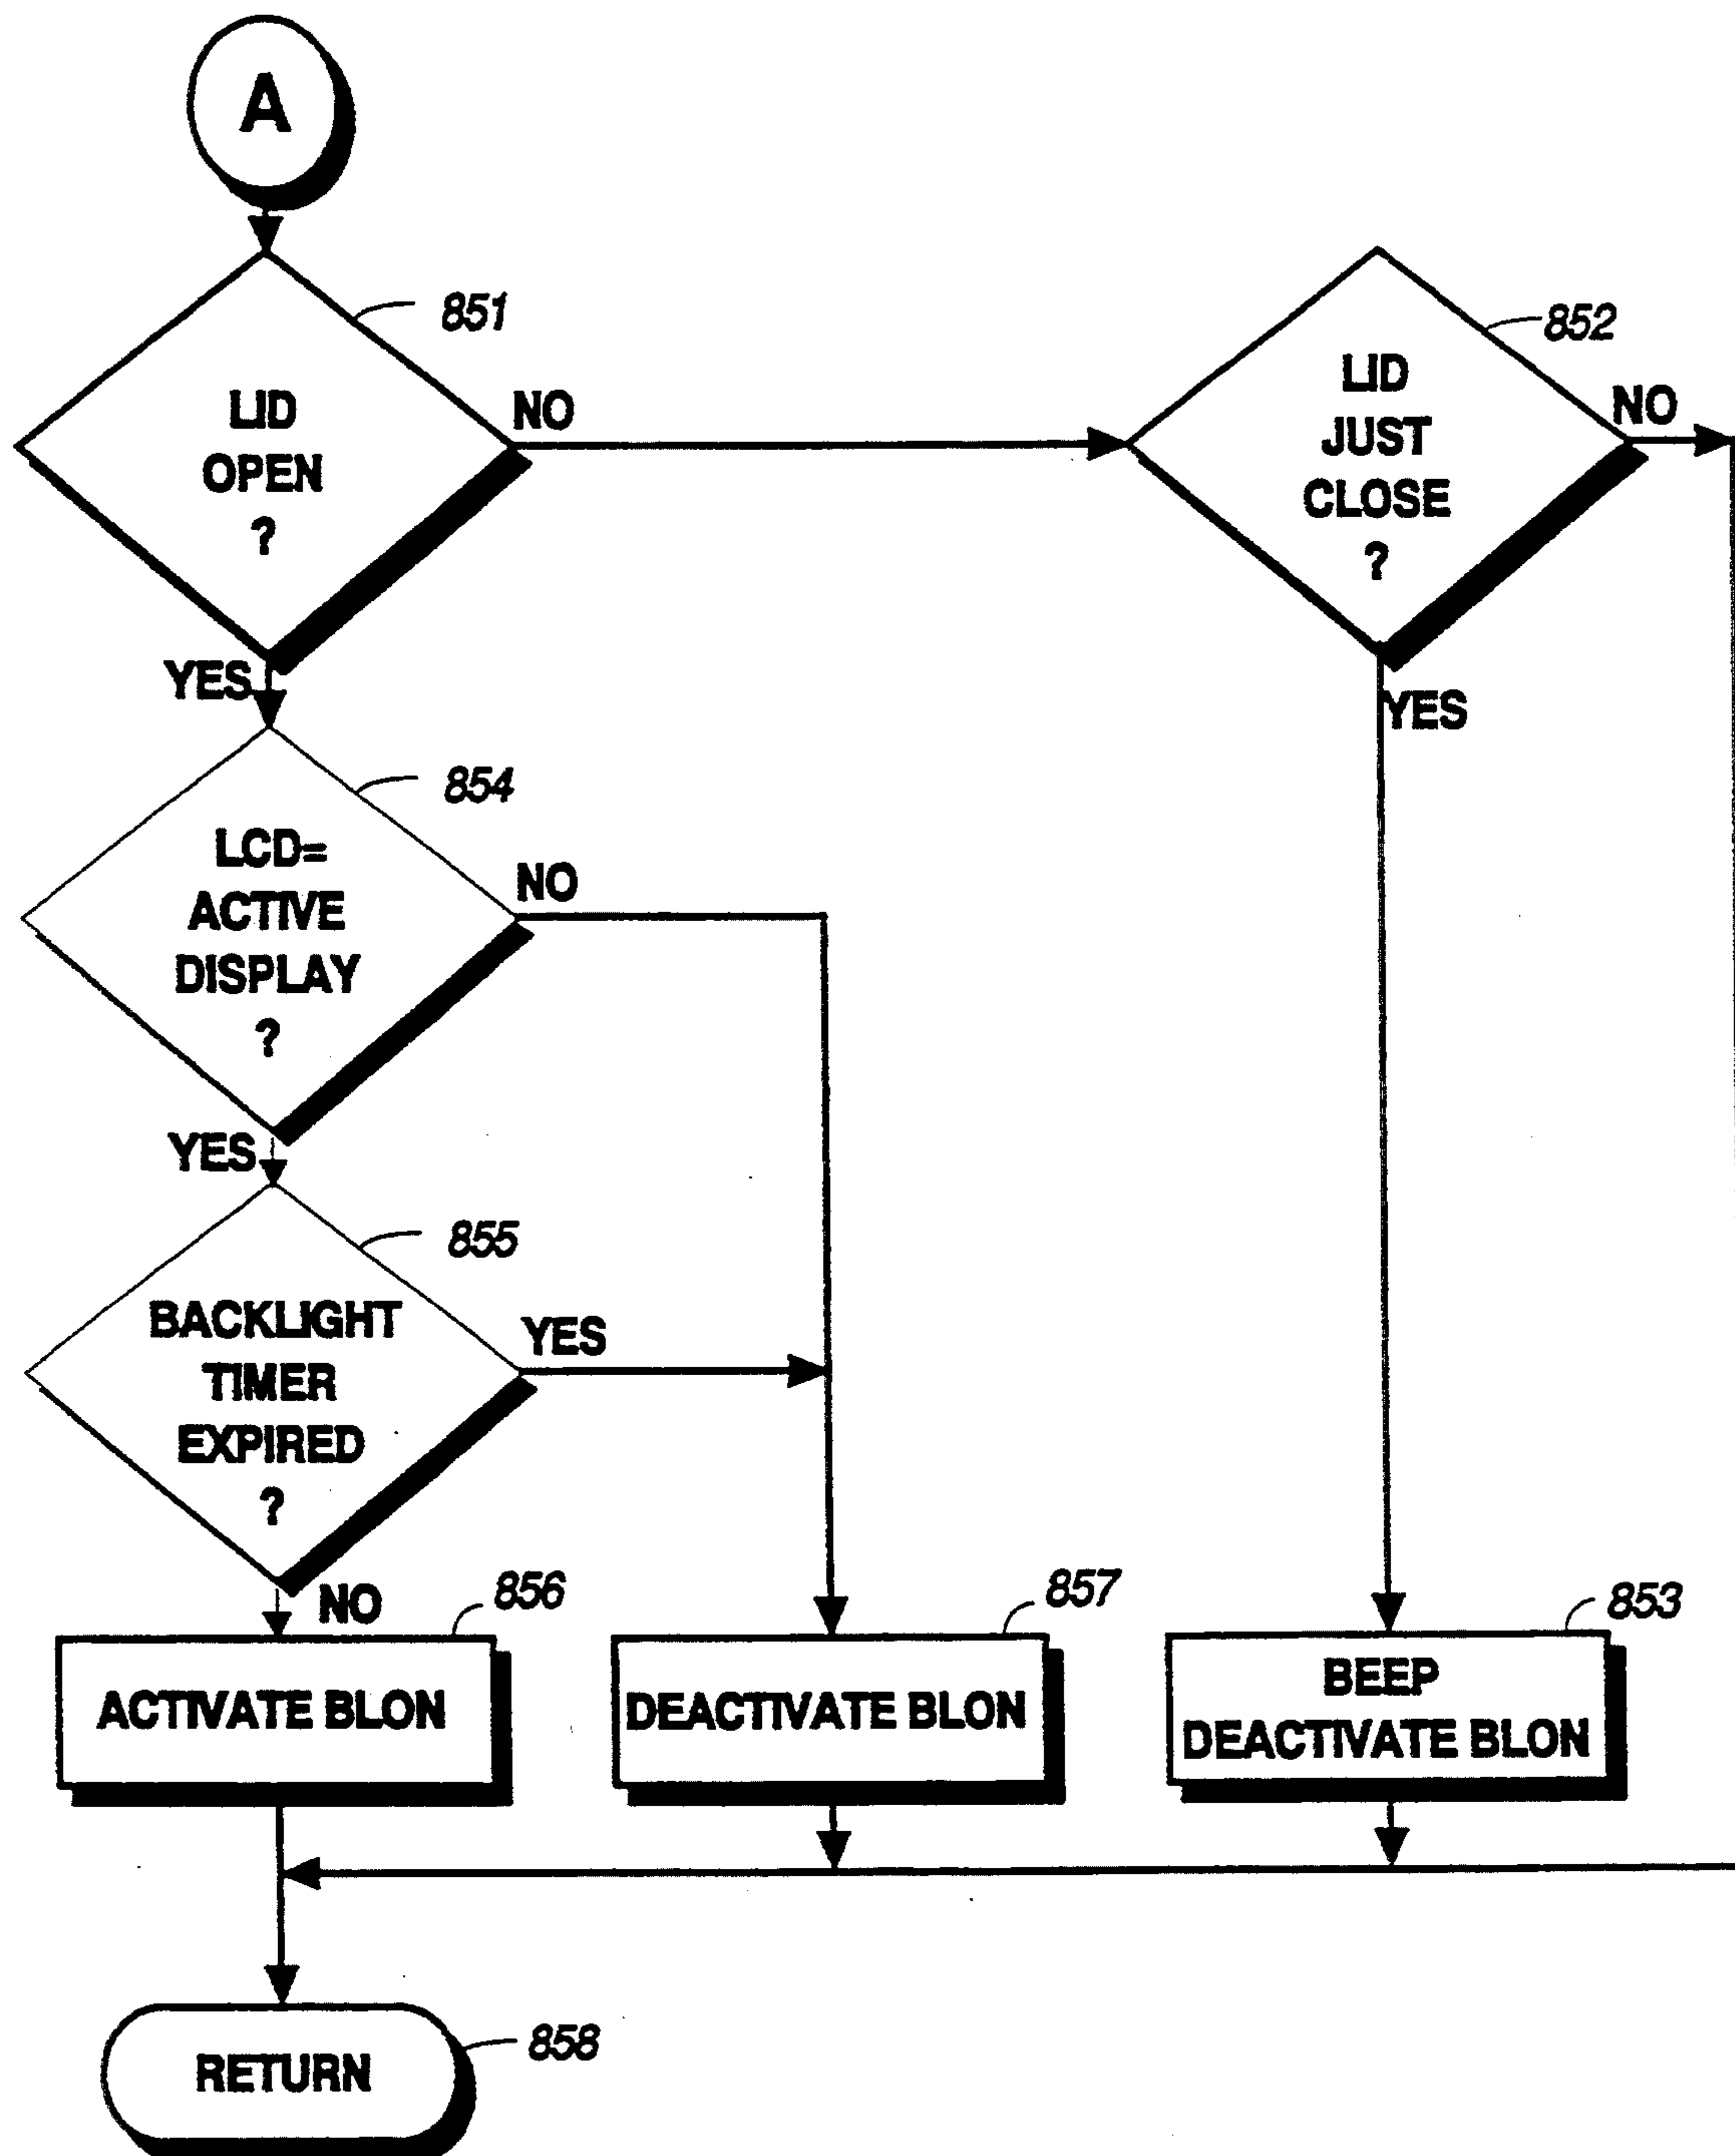 A
851
LID
OPEN
?
NO
852
LID
JUST
CLOSE
?
NO
YES
YES
854
LCD=
ACTIVE
DISPLAY
?
NO
YES
855
BACKLIGHT
TIMER
EXPIRED
?
YES
NO
856
ACTIVATE BLON
857
DEACTIVATE BLON
853
BEEP
DEACTIVATE BLON
RETURN
858